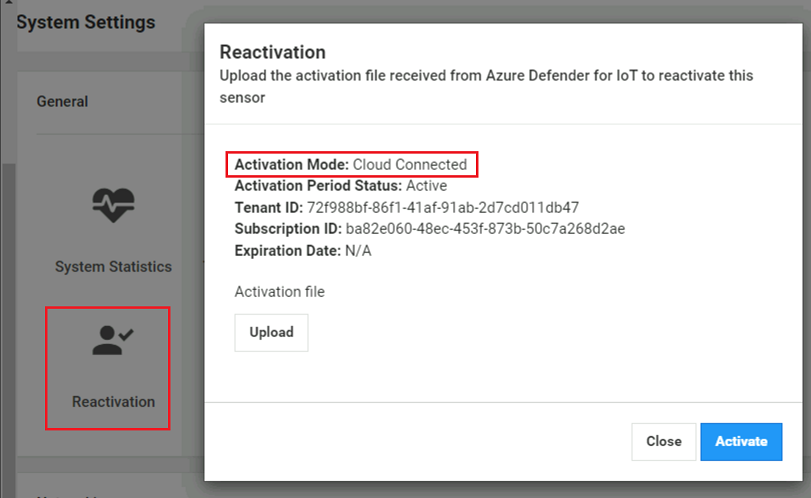 System Settings
General
System Statistics
Reactivation
Reactivation
Upload the activation file received from Azure Defender for IoT to reactivate this
sensor
Activation Mode: Cloud Connected
Activation Period Status: Active
Tenant ID: 72f988bf-86f1-41af-91ab-2d7cd011db47
Subscription ID: ba82e060-48ec-453f-873b-50c7a268d2ae
Expiration Date: N/A
Activation file
Upload
Close
Activate